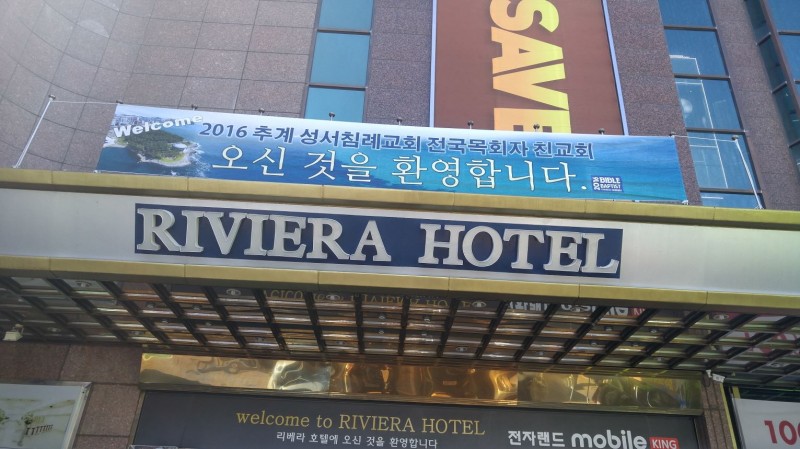 SAVE
Welcome
2016 추계 성서침례교회 전국목회자 친교회
오신 것을 환영합니다.
BIBLE
BAPTIST
RIVIERA HOTEL
welcome to RIVIERA HOTEL
리베라 호텔에 오신 것을 환영합니다
전자랜드 mobile KING
100